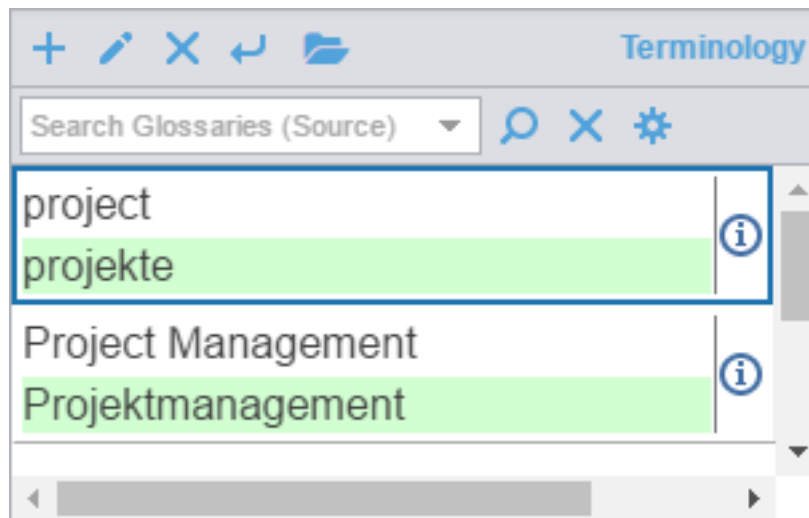 Terminology
Search Glossaries (Source)
project
projekte
Project Management
Projektmanagement